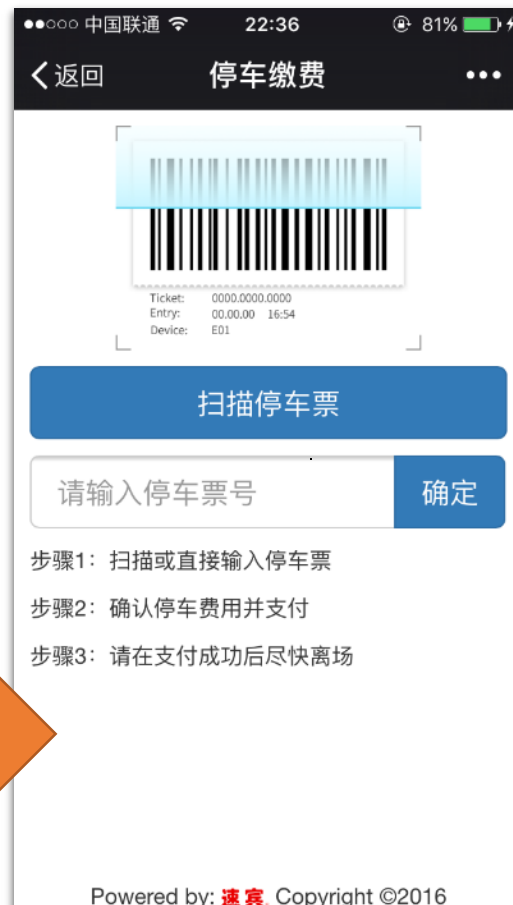 中国联通 22:36 81%
返回 停车缴费
Ticket: 0000.0000.0000
Entry: 00.00.00 16:54
Device: E01
扫描停车票
请输入停车票号 确定
步骤1：扫描或直接输入停车票
步骤2：确认停车费用并支付
步骤3：请在支付成功后尽快离场
Powered by: 速宾. Copyright ©2016